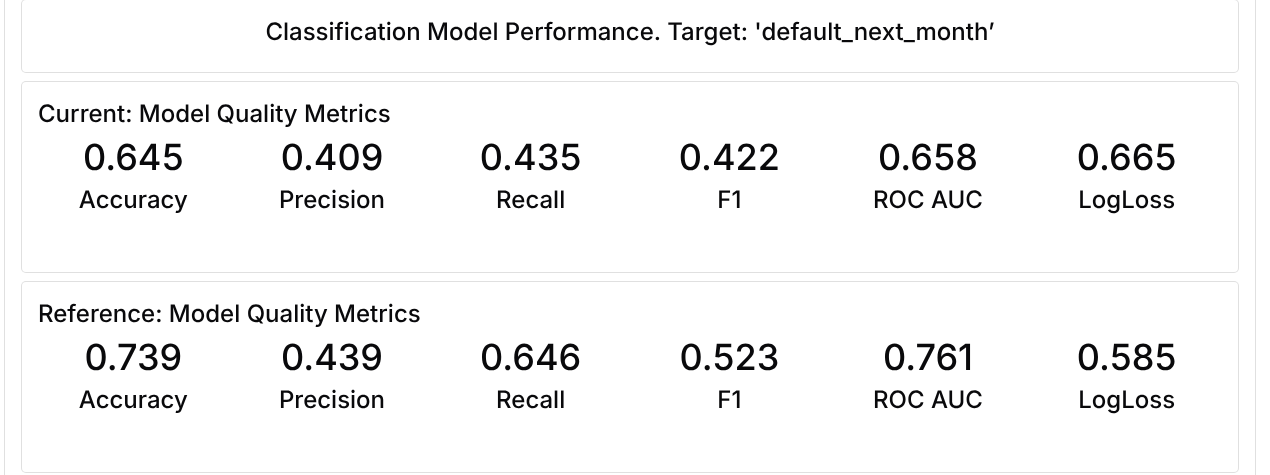 Classification Model Performance. Target: 'default_next_month’
Current: Model Quality Metrics
0.645 0.409 0.435 0.422 0.658 0.665
Accuracy Precision Recall F1 ROC AUC LogLoss
Reference: Model Quality Metrics
0.739 0.439 0.646 0.523 0.761 0.585
Accuracy Precision Recall F1 ROC AUC LogLoss